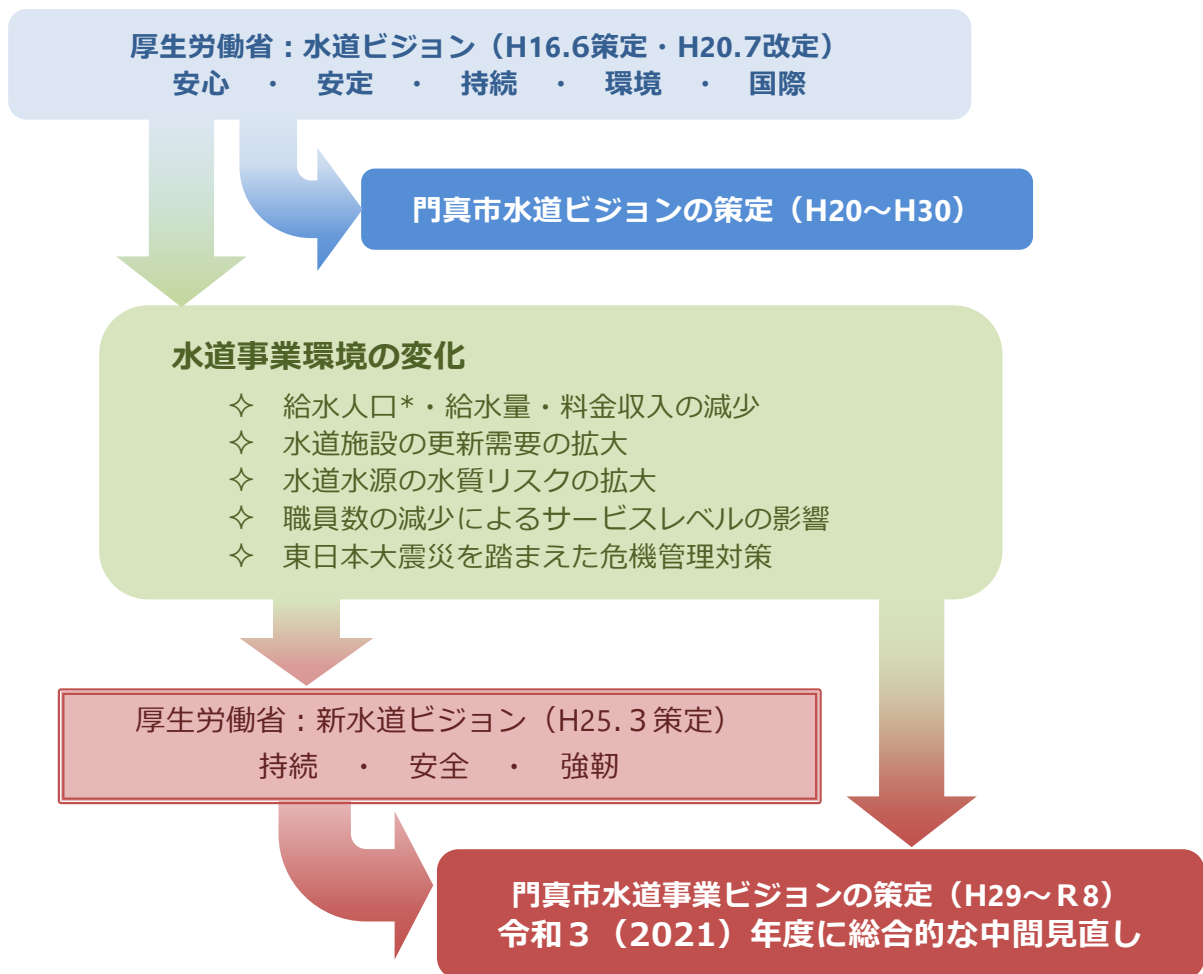 厚生労働省：水道ビジョン（H16.6策定・H20.7改定）
安心 ・ 安定 ・ 持続 ・ 環境 ・ 国際
門真市水道ビジョンの策定（H20～H30）
水道事業環境の変化
✧ 給水人口*・給水量・料金収入の減少
✧ 水道施設の更新需要の拡大
✧ 水道水源の水質リスクの拡大
✧ 職員数の減少によるサービスレベルの影響
✧ 東日本大震災を踏まえた危機管理対策
厚生労働省：新水道ビジョン（H25.３策定）
持続 ・ 安全 ・ 強靭
門真市水道事業ビジョンの策定（H29～Ｒ8）
令和３（2021）年度に総合的な中間見直し